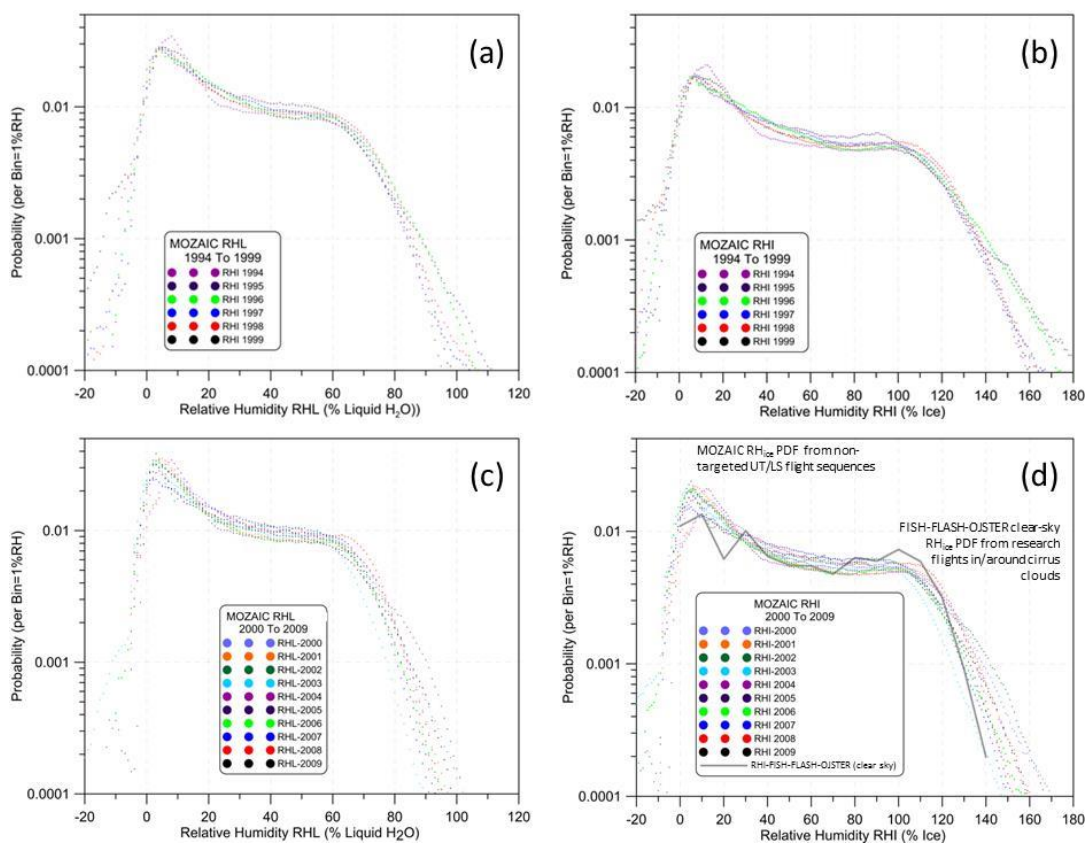 (a)
Probability (per Bin=1%RH)
0.01
0.001
0.0001
-20 0 20 40 60 80 100 120
Relative Humidity RHL (% Liquid H2O))
MOZAIC RHL
1994 To 1999
RHI 1994
RHI 1995
RHI 1996
RHI 1997
RHI 1998
RHI 1999
(b)
Probability (per Bin=1%RH)
0.01
0.001
0.0001
-20 0 20 40 60 80 100 120 140 160 180
Relative Humidity RHI (% Ice)
MOZAIC RHI
1994 To 1999
RHI 1994
RHI 1995
RHI 1996
RHI 1997
RHI 1998
RHI 1999
(c)
Probability (per Bin=1%RH)
0.01
0.001
0.0001
-20 0 20 40 60 80 100 120
Relative Humidity RHL (% Liquid H2O)
MOZAIC RHL
2000 To 2009
RHL-2000
RHL-2001
RHL-2002
RHL-2003
RHL-2004
RHL-2005
RHL-2006
RHL-2007
RHL-2008
RHL-2009
(d)
MOZAIC RHice PDF from non-
targeted UT/LS flight sequences
FISH-FLASH-OJSTER clear-sky
RHice PDF from research
flights in/around cirrus
clouds
Probability (per Bin=1%RH)
0.01
0.001
0.0001
-20 0 20 40 60 80 100 120 140 160 180
Relative Humidity RHI (% Ice)
MOZAIC RHI
2000 To 2009
RHI-2000
RHI-2001
RHI-2002
RHI-2003
RHI 2004
RHI 2005
RHI 2006
RHI 2007
RHI 2008
RHI 2009
RHI-FISH-FLASH-OJSTER (clear sky)